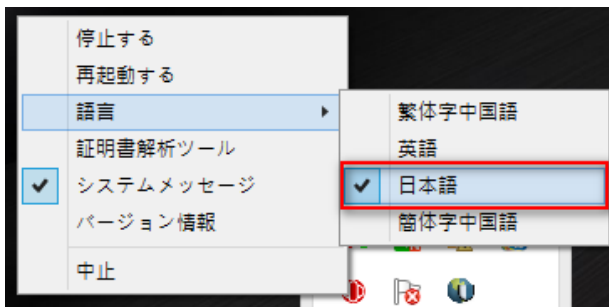 停止する
再起動する
語言
証明書解析ツール
システムメッセージ
バージョン情報
中止
繁体字中国語
英語
日本語
簡体字中国語